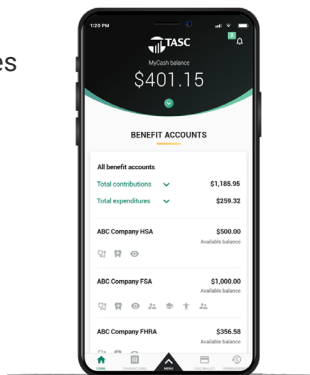 es
1:20 PM
TASC
MyCash balance
$401.15
BENEFIT ACCOUNTS
All benefit accounts
Total contributions $1,185.95
Total expenditures $259.32
ABC Company HSA $500.00
Available balance
ABC Company FSA $1,000.00
Available balance
ABC Company FHRA $356.58
Available balance
HOME MENU